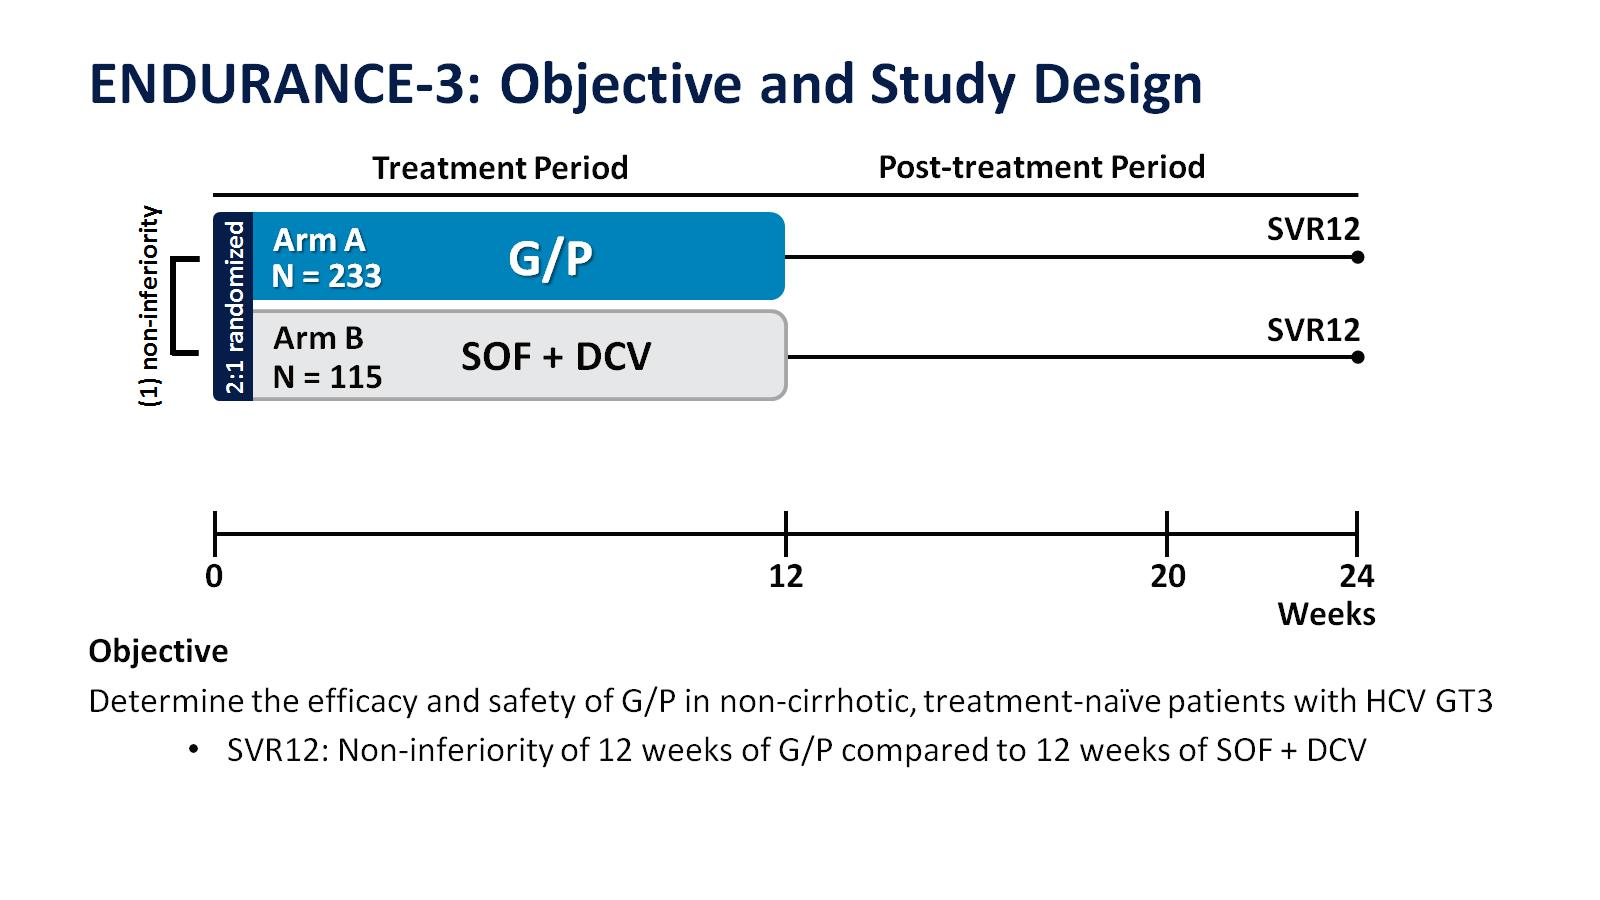 ENDURANCE-3: Objective and Study Design
Treatment Period
Post-treatment Period
(1) non-inferiority
2:1 randomized
Arm A
N = 233
G/P
SVR12
Arm B
N = 115
SOF + DCV
SVR12
0
12
20
24
Weeks
Objective
Determine the efficacy and safety of G/P in non-cirrhotic, treatment-naïve patients with HCV GT3
• SVR12: Non-inferiority of 12 weeks of G/P compared to 12 weeks of SOF + DCV